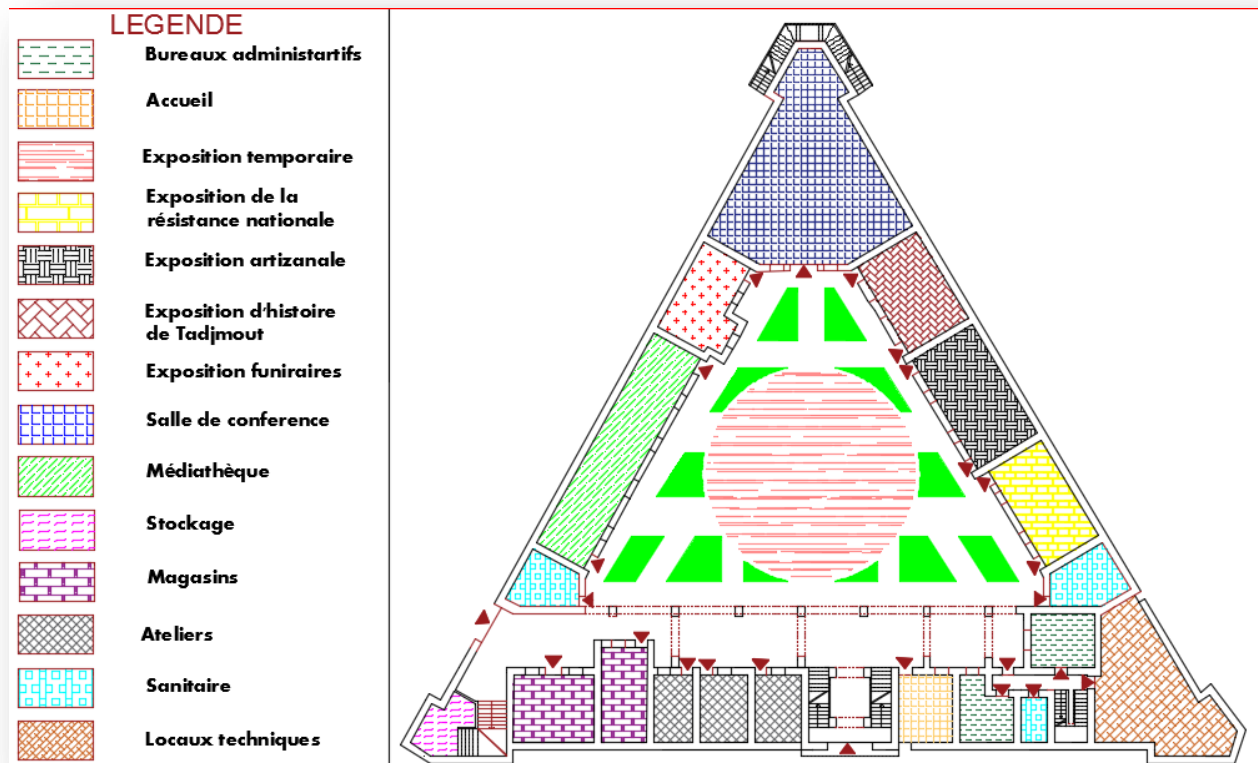 LEGENDE
Bureaux administartifs
Accueil
Exposition temporaire
Exposition de la
résistance nationale
Exposition artizanale
Exposition d'histoire
de Tadjmout
Exposition funiraires
Salle de conference
Médiathèque
Stockage
Magasins
Ateliers
Sanitaire
Locaux techniques